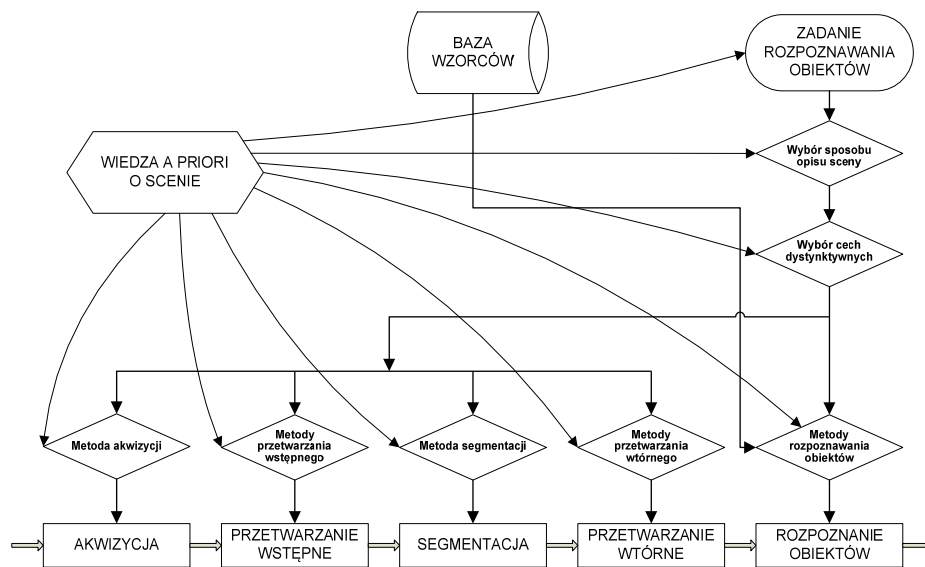 BAZA
WZORCÓW
ZADANIE
ROZPOZNAWANIA
OBIEKTÓW
WIEDZA A PRIORI
O SCENIE
Wybór sposobu
opisu sceny
Wybór cech
dystynktywnych
Metoda akwizycji
Metody
przetwarzania
wstępnego
Metoda segmentacji
Metody
przetwarzania
wtórnego
Metody
rozpoznawania
obiektów
AKWIZYCJA
PRZETWARZANIE
WSTĘPNE
SEGMENTACJA
PRZETWARZANIE
WTÓRNE
ROZPOZNANIE
OBIEKTÓW